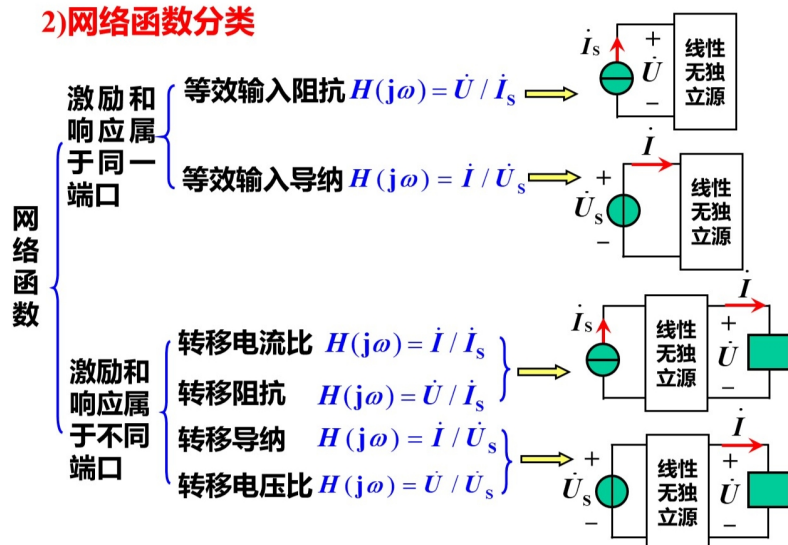 2)网络函数分类
网
络
函
数
激励和
响应属
于同一
端口
等效输入阻抗 H(jω) = U̇ / İs
İs
+
U̇
−
线性
无独
立源
等效输入导纳 H(jω) = İ / U̇s
İ
+
U̇s
−
线性
无独
立源
激励和
响应属
于不同
端口
转移电流比 H(jω) = İ / İs
转移阻抗 H(jω) = U̇ / İs
İs
线性
无独
立源
İ
+
U̇
−
转移导纳 H(jω) = İ / U̇s
转移电压比 H(jω) = U̇ / U̇s
+
U̇s
−
线性
无独
立源
İ
+
U̇
−